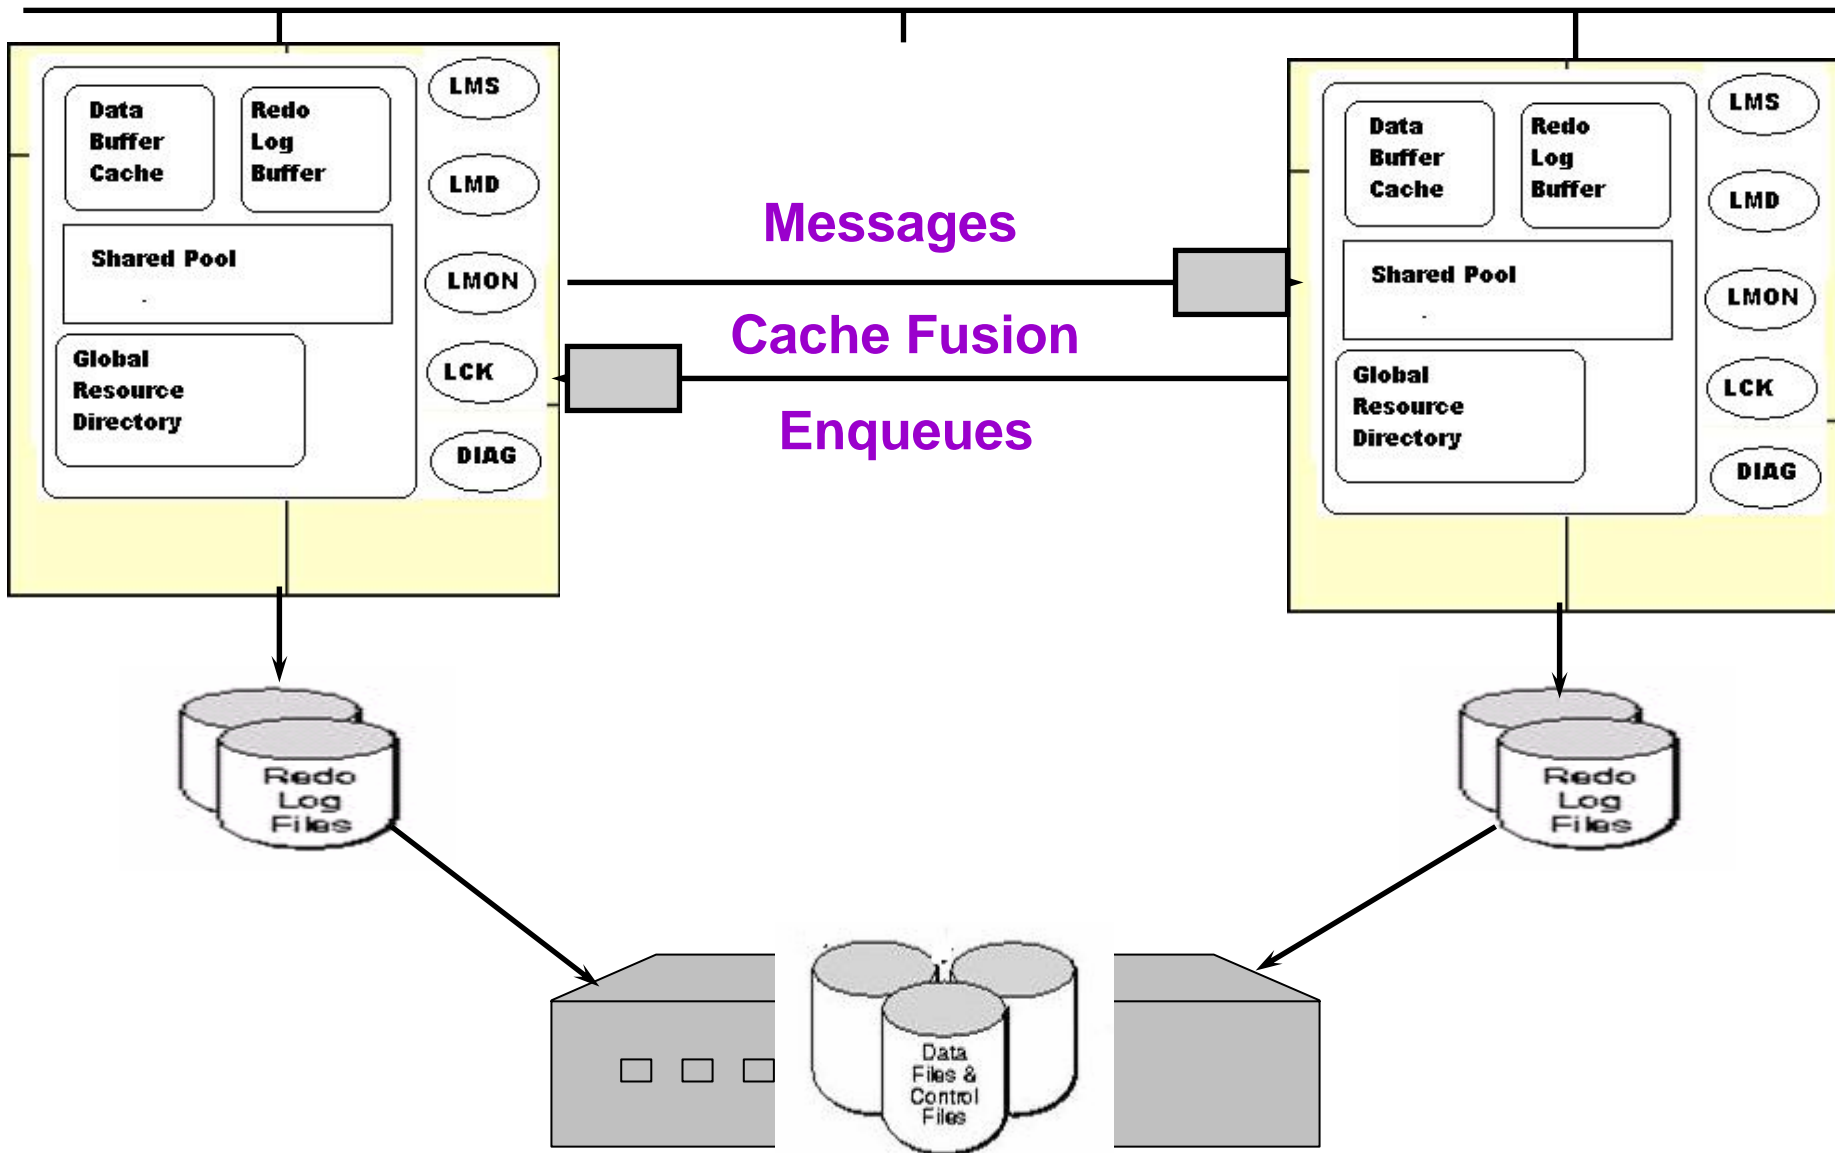 Data
Buffer
Cache
Redo
Log
Buffer
Shared Pool
Global
Resource
Directory
LMS
LMD
LMON
LCK
DIAG
Messages
Cache Fusion
Enqueues
Data
Buffer
Cache
Redo
Log
Buffer
Shared Pool
Global
Resource
Directory
LMS
LMD
LMON
LCK
DIAG
Redo
Log
Files
Redo
Log
Files
Data
Files &
Control
Files